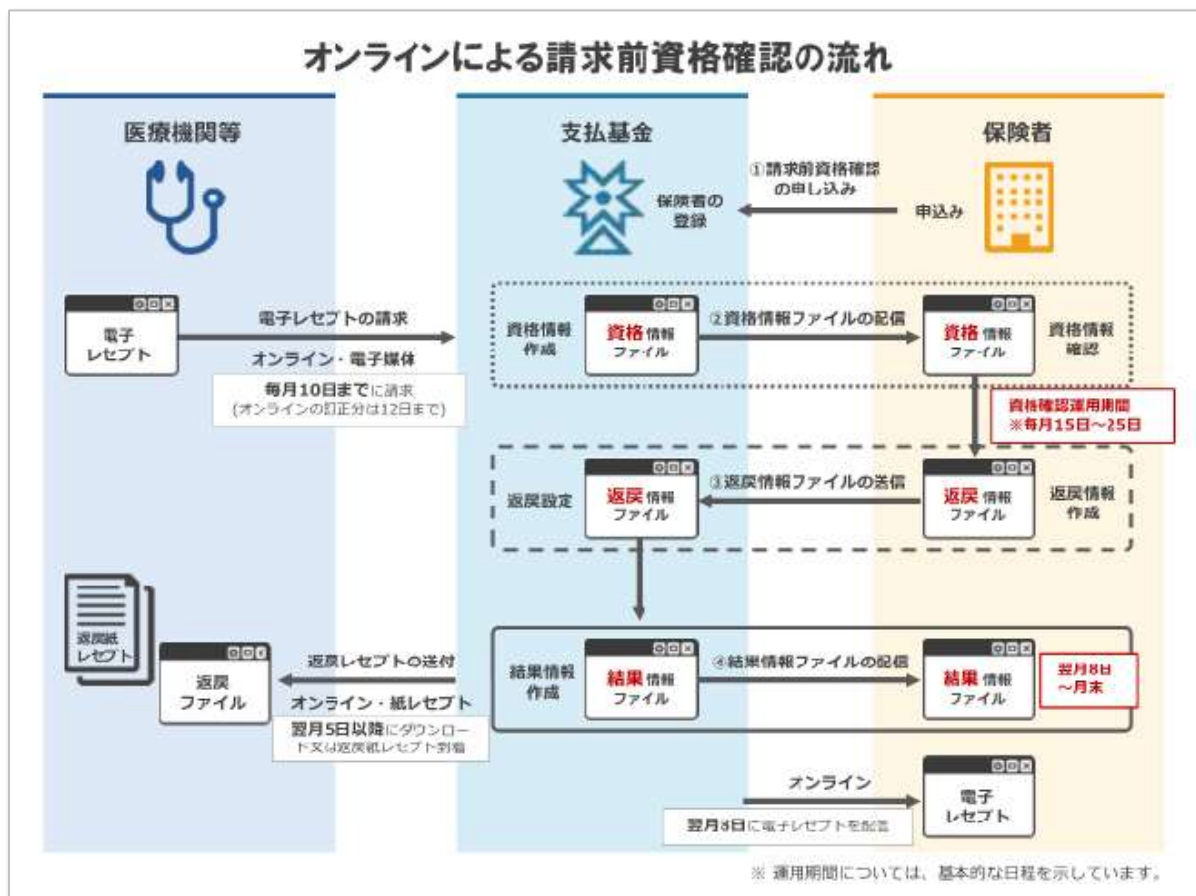 オンラインによる請求前資格確認の流れ
医療機関等
支払基金
保険者
①請求前資格確認
の申し込み
保険者の
登録
申込み
電子
レセプト
電子レセプトの請求
オンライン・電子媒体
毎月10日までに請求
(オンラインの訂正分は12日まで)
資格情報
作成
資格情報
ファイル
②資格情報ファイルの配信
資格情報
ファイル
資格情報
確認
資格確認運用期間
※毎月15日～25日
返戻設定
返戻情報
ファイル
③返戻情報ファイルの送信
返戻情報
ファイル
返戻情報
作成
返戻紙
レセプト
返戻
ファイル
返戻レセプトの送付
オンライン・紙レセプト
翌月5日以降にダウンロー
ド又は返戻紙レセプト到着
結果情報
作成
結果情報
ファイル
④結果情報ファイルの配信
結果情報
ファイル
翌月8日
～月末
オンライン
翌月8日に電子レセプトを配信
電子
レセプト
※ 運用期間については、基本的な日程を示しています。